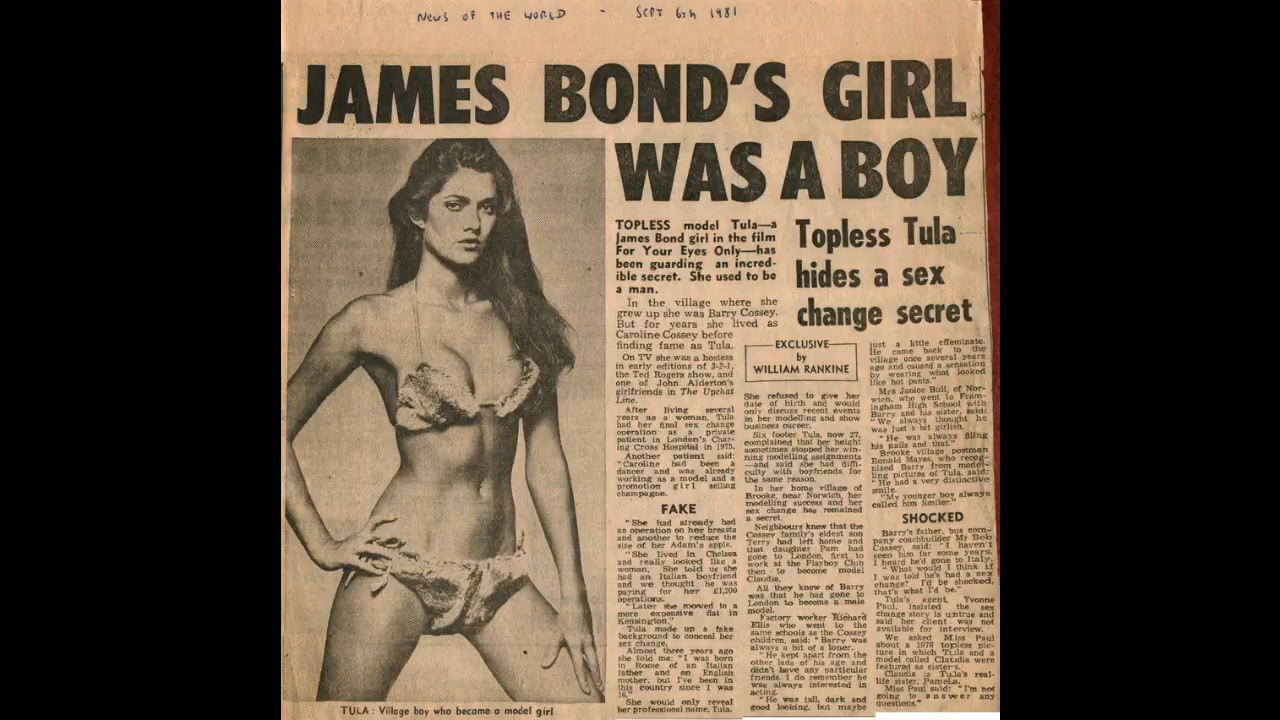 NEWS OF THE WORLD - SEPT 6th 1981
JAMES BOND'S GIRL
WAS A BOY
TOPLESS model Tula—a
James Bond girl in the film
For Your Eyes Only—has
been guarding an incred-
ible secret. She used to be
a man.
In the village where she
grew up she was Barry Cossey.
But for years she lived as
Caroline Cossey before
finding fame as Tula.
On TV she was a hostess
in early editions of 3-2-1,
the Ted Rogers show, and
one of John Alderton's
girlfriends in The Upchat
Line.
After living several
years as a woman, Tula
had her final sex change
operation as a private
patient in London's Char-
ing Cross Hospital in 1975.
Another patient said:
"Caroline had been a
dancer and was already
working as a model and a
promotion girl selling
champagne.
FAKE
"She had already had
an operation on her breasts
and another to reduce the
size of her Adam's apple.
"She lived in Chelsea
and really looked like a
woman. She told us she
had an Italian boyfriend
and we thought he was
paying for her £1,200
operations.
"Later she moved to a
more expensive flat in
Kensington."
Tula made up a fake
background to conceal her
sex change.
Almost three years ago
she told me: "I was born
in Rome of an Italian
father and an English
mother, but I've been in
this country since I was
16."
She would only reveal
her professional name, Tula.
Topless Tula
hides a sex
change secret
EXCLUSIVE
by
WILLIAM RANKINE
She refused to give her
date of birth and would
only discuss recent events
in her modelling and show
business career.
Six footer Tula, now 27,
complained that her height
sometimes stopped her win-
ning modelling assignments
—and said she had diffi-
culty with boyfriends for
the same reason.
In her home village of
Brooke, near Norwich, her
modelling success and her
sex change has remained
a secret.
Neighbours knew that the
Cossey family's eldest son
Terry had left home and
that daughter Pam had
gone to London, first to
work at the Playboy Club
then to become model
Claudia.
All they knew of Barry
was that he had gone to
London to become a male
model.
Factory worker Richard
Ellis who went to the
same schools as the Cossey
children, said: "Barry was
always a bit of a loner.
"He kept apart from the
other lads of his age and
didn't have any particular
friends. I do remember he
was always interested in
acting.
"He was tall, dark and
good looking, but maybe
just a little effeminate.
He came back to the
village once several years
ago and caused a sensation
by wearing what looked
like hot pants."
Mrs Janice Bull, of Nor-
wich, who went to Fram-
ingham High School with
Barry and his sister, said:
"We always thought he
was just a bit girlish.
"He was always filing
his nails and that."
Brooke village postman
Ronald Mayes, who recog-
nised Barry from model-
ling pictures of Tula, said:
"He had a very distinctive
smile.
"My younger boy always
called him Smiler."
SHOCKED
Barry's father, bus com-
pany coachbuilder Mr Bob
Cossey, said: "I haven't
seen him for some years.
I heard he'd gone to Italy.
"What would I think if
I was told he's had a sex
change? I'd be shocked,
that's what I'd be."
Tula's agent, Yvonne
Paul, insisted the sex
change story is untrue and
said her client was not
available for interview.
We asked Miss Paul
about a 1978 topless pic-
ture in which Tula and a
model called Claudia were
featured as sisters.
Claudia is Tula's real-
life sister, Pamela.
Miss Paul said: "I'm not
going to answer any
questions."
TULA: Village boy who became a model girl